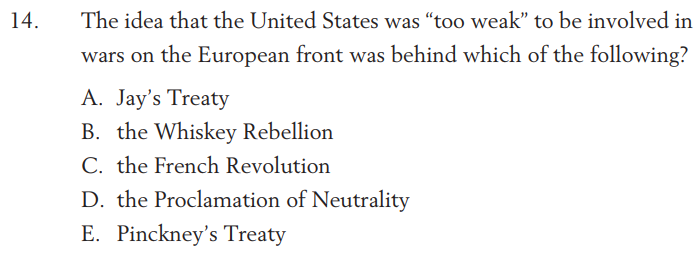 14. The idea that the United States was “too weak” to be involved in
wars on the European front was behind which of the following?
A. Jay’s Treaty
B. the Whiskey Rebellion
C. the French Revolution
D. the Proclamation of Neutrality
E. Pinckney’s Treaty